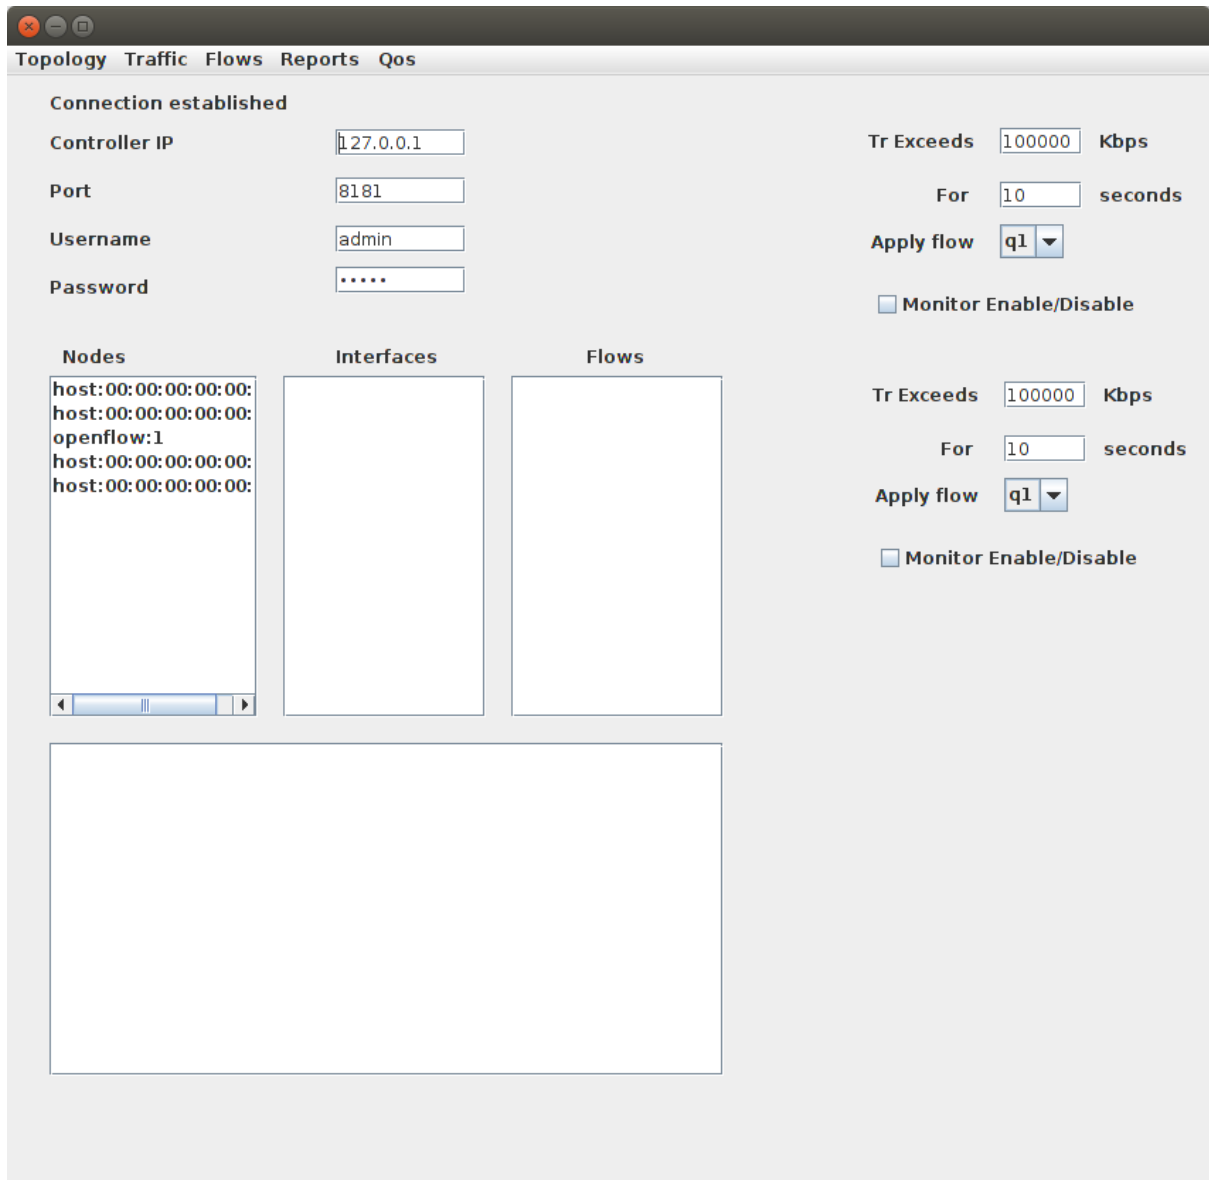 Topology Traffic Flows Reports Qos
Connection established
Controller IP 127.0.0.1
Port 8181
Username admin
Password •••••
Tr Exceeds 100000 Kbps
For 10 seconds
Apply flow q1
Monitor Enable/Disable
Nodes Interfaces Flows
host:00:00:00:00:00:
host:00:00:00:00:00:
openflow:1
host:00:00:00:00:00:
host:00:00:00:00:00:
Tr Exceeds 100000 Kbps
For 10 seconds
Apply flow q1
Monitor Enable/Disable